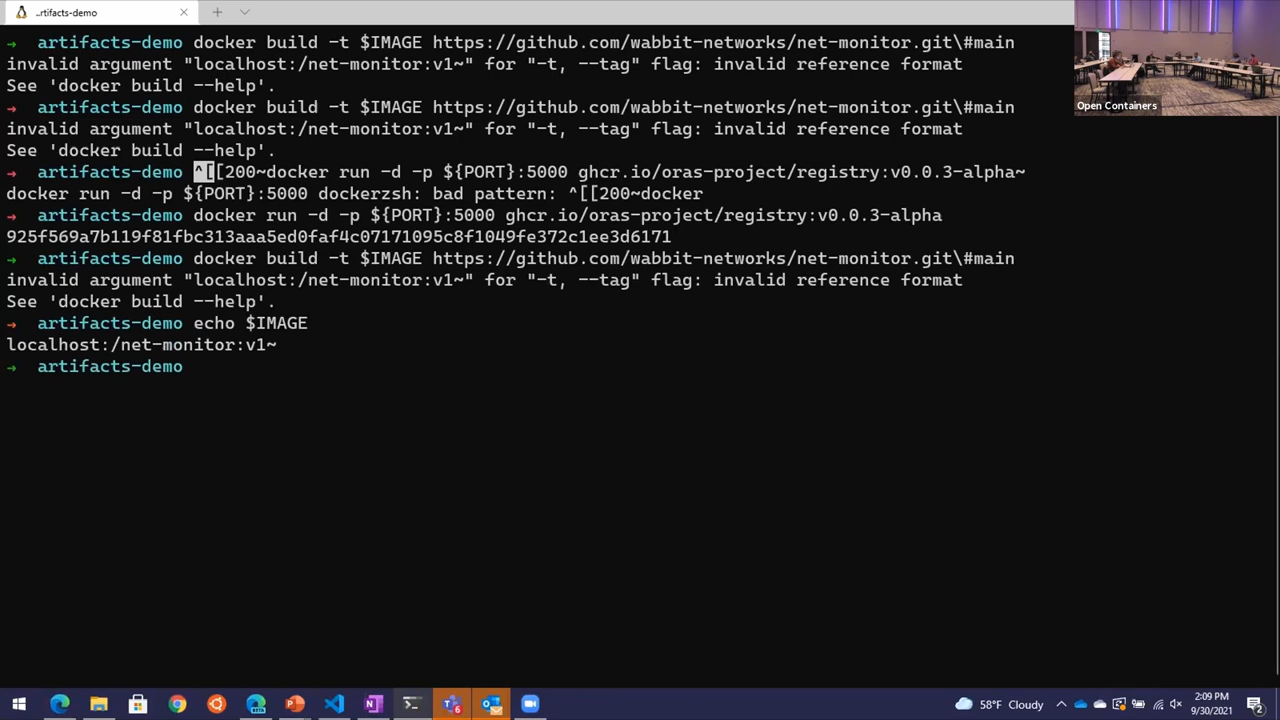 ..rtifacts-demo
→ artifacts-demo docker build -t $IMAGE https://github.com/wabbit-networks/net-monitor.git\#main
invalid argument "localhost:/net-monitor:v1~" for "-t, --tag" flag: invalid reference format
See 'docker build --help'.
→ artifacts-demo docker build -t $IMAGE https://github.com/wabbit-networks/net-monitor.git\#main
invalid argument "localhost:/net-monitor:v1~" for "-t, --tag" flag: invalid reference format
See 'docker build --help'.
→ artifacts-demo ^[[200~docker run -d -p ${PORT}:5000 ghcr.io/oras-project/registry:v0.0.3-alpha~
docker run -d -p ${PORT}:5000 dockerzsh: bad pattern: ^[[200~docker
→ artifacts-demo docker run -d -p ${PORT}:5000 ghcr.io/oras-project/registry:v0.0.3-alpha
925f569a7b119f81fbc313aaa5ed0faf4c07171095c8f1049fe372c1ee3d6171
→ artifacts-demo docker build -t $IMAGE https://github.com/wabbit-networks/net-monitor.git\#main
invalid argument "localhost:/net-monitor:v1~" for "-t, --tag" flag: invalid reference format
See 'docker build --help'.
→ artifacts-demo echo $IMAGE
localhost:/net-monitor:v1~
→ artifacts-demo
Open Containers
58°F Cloudy
2:09 PM
9/30/2021
BETA
6
2